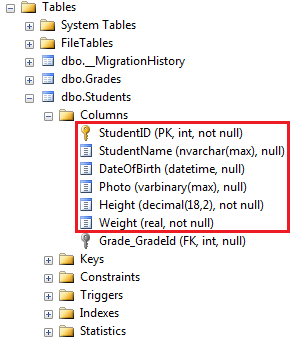 Tables
System Tables
FileTables
dbo.__MigrationHistory
dbo.Grades
dbo.Students
Columns
StudentID (PK, int, not null)
StudentName (nvarchar(max), null)
DateOfBirth (datetime, null)
Photo (varbinary(max), null)
Height (decimal(18,2), not null)
Weight (real, not null)
Grade_GradeId (FK, int, null)
Keys
Constraints
Triggers
Indexes
Statistics